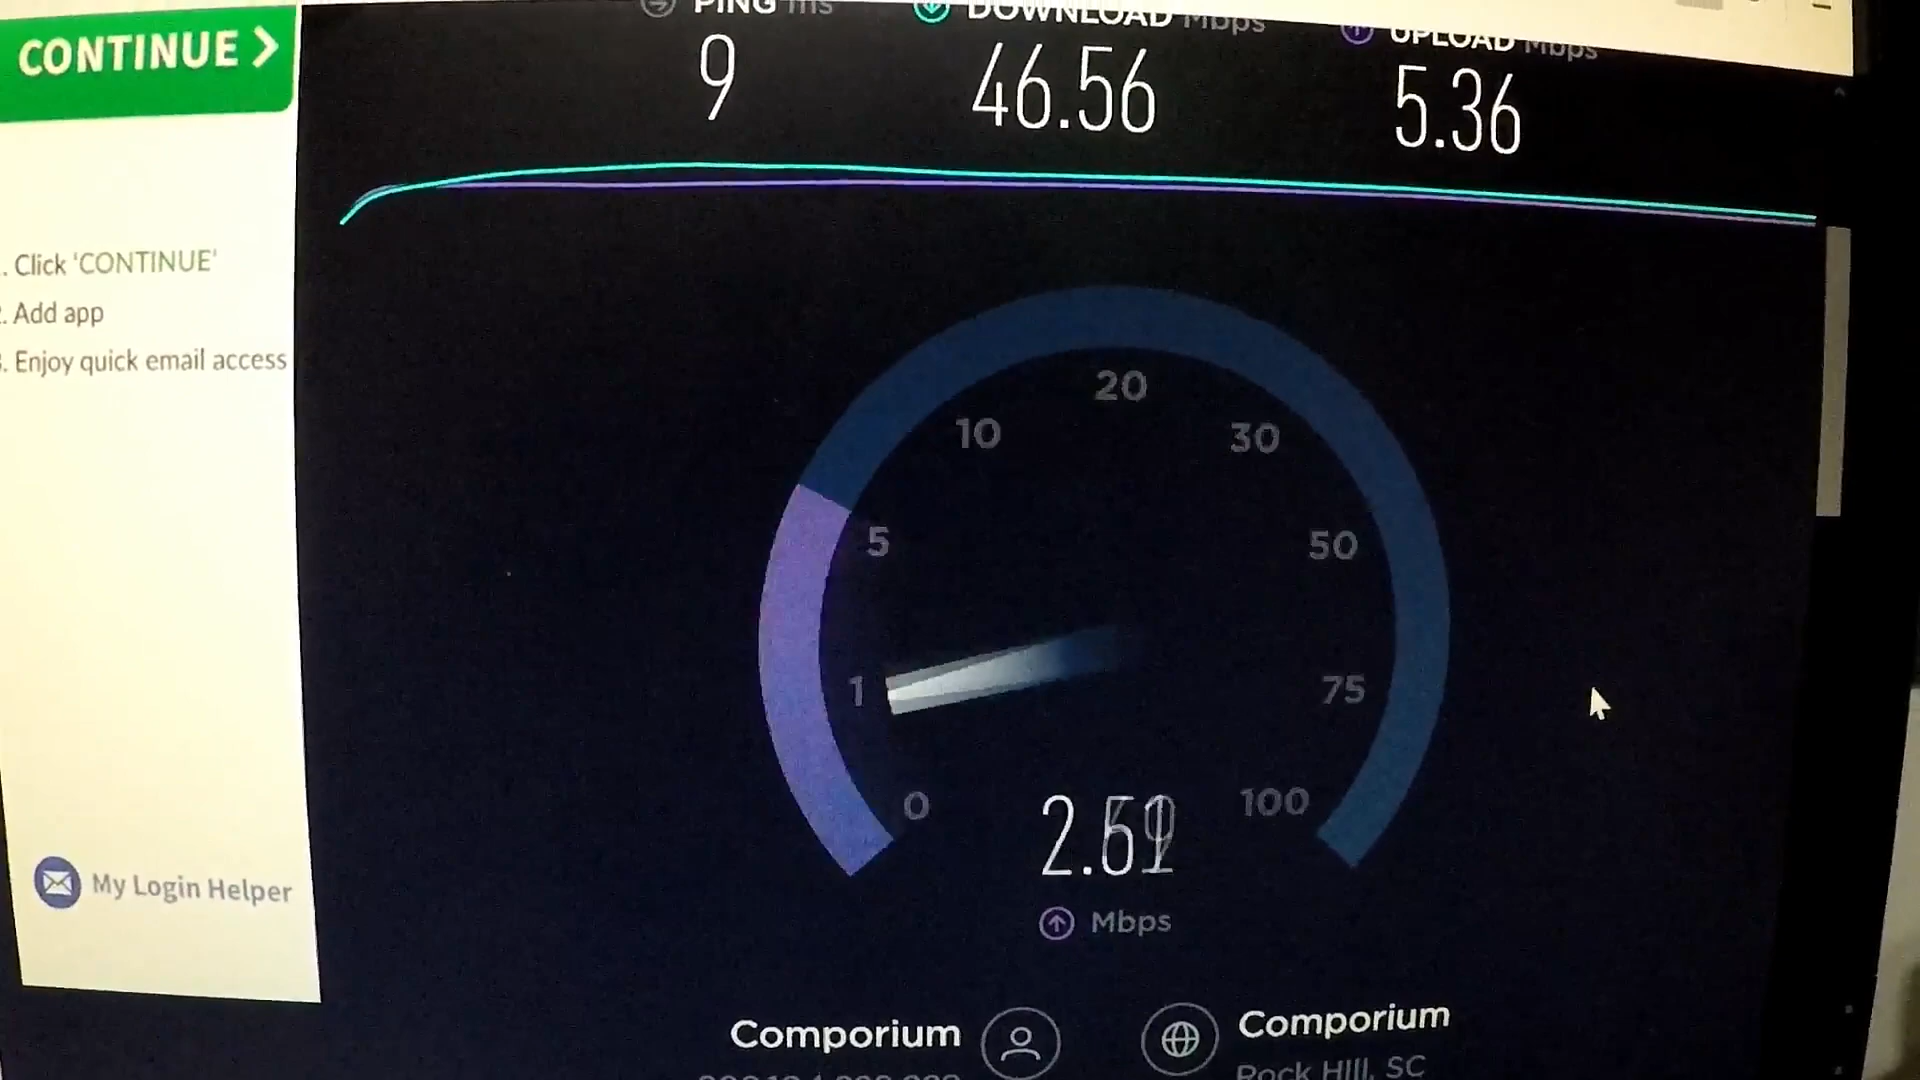 CONTINUE >
PING ms
DOWNLOAD Mbps
UPLOAD Mbps
9
46.56
5.36
. Click 'CONTINUE'
. Add app
. Enjoy quick email access
20
10
30
5
50
1
75
0
100
Mbps
My Login Helper
Comporium
Comporium
Rock Hill, SC